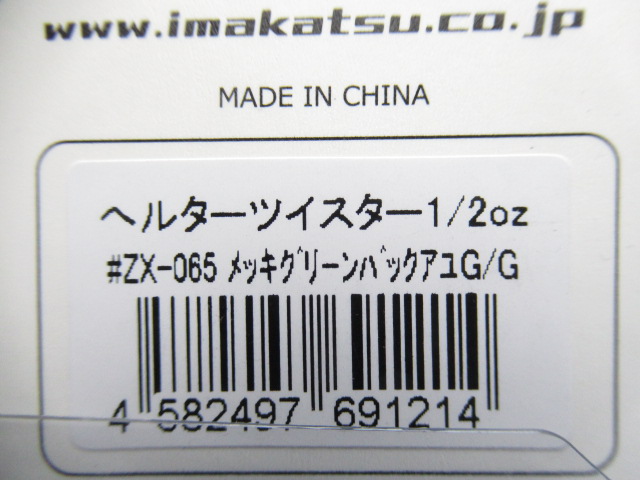 www.imakatsu.co.jp
MADE IN CHINA
ヘルターツイスター1/2oz
#ZX-065 ﾒｯｷｸﾞﾘｰﾝﾊﾞｯｸｱﾕG/G
4 582497 691214